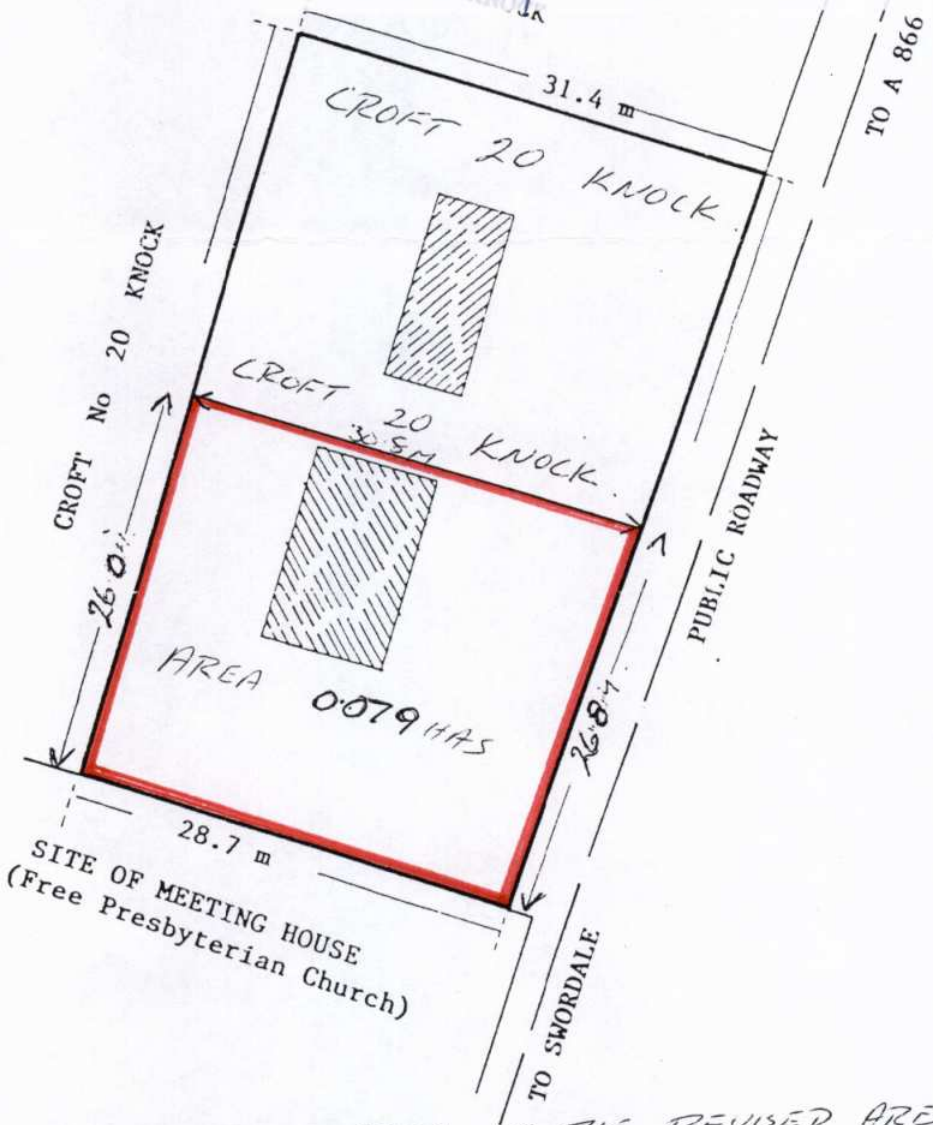 31.4 m
TO A 866
CROFT 20 KNOCK
CROFT No 20 KNOCK
CROFT 20 KNOCK.
30.8M
PUBLIC ROADWAY
26.0
AREA 0.079 HAS
26.8
28.7 m
SITE OF MEETING HOUSE
(Free Presbyterian Church)
TO SWORDALE
REVISED